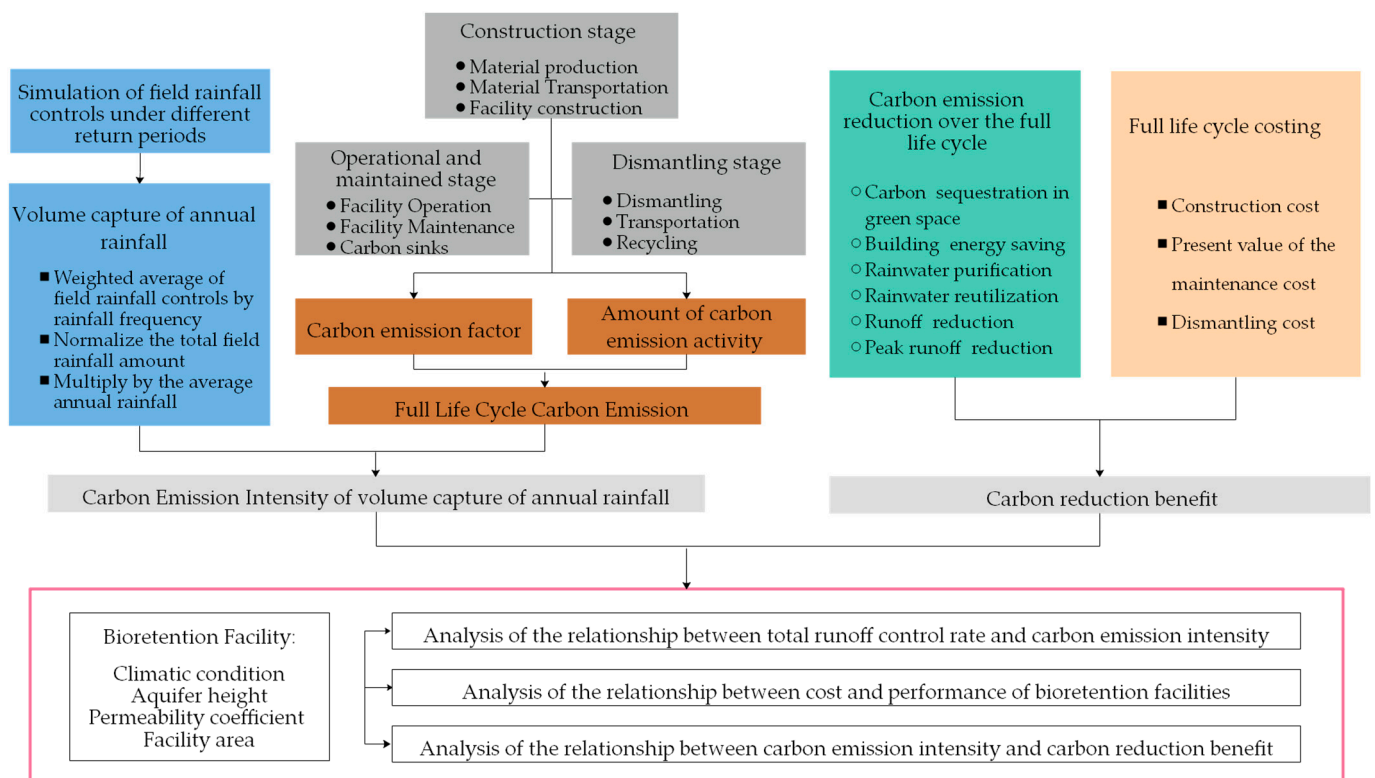 Construction stage
● Material production
● Material Transportation
● Facility construction
Simulation of field rainfall
controls under different
return periods
Volume capture of annual
rainfall
■ Weighted average of
field rainfall controls by
rainfall frequency
■ Normalize the total field
rainfall amount
■ Multiply by the average
annual rainfall
Operational and
maintained stage
● Facility Operation
● Facility Maintenance
● Carbon sinks
Dismantling stage
● Dismantling
● Transportation
● Recycling
Carbon emission factor
Amount of carbon
emission activity
Full Life Cycle Carbon Emission
Carbon emission
reduction over the full
life cycle
○ Carbon sequestration in
green space
○ Building energy saving
○ Rainwater purification
○ Rainwater reutilization
○ Runoff reduction
○ Peak runoff reduction
Full life cycle costing
■ Construction cost
■ Present value of the
maintenance cost
■ Dismantling cost
Carbon Emission Intensity of volume capture of annual rainfall
Carbon reduction benefit
Bioretention Facility:
Climatic condition
Aquifer height
Permeability coefficient
Facility area
Analysis of the relationship between total runoff control rate and carbon emission intensity
Analysis of the relationship between cost and performance of bioretention facilities
Analysis of the relationship between carbon emission intensity and carbon reduction benefit